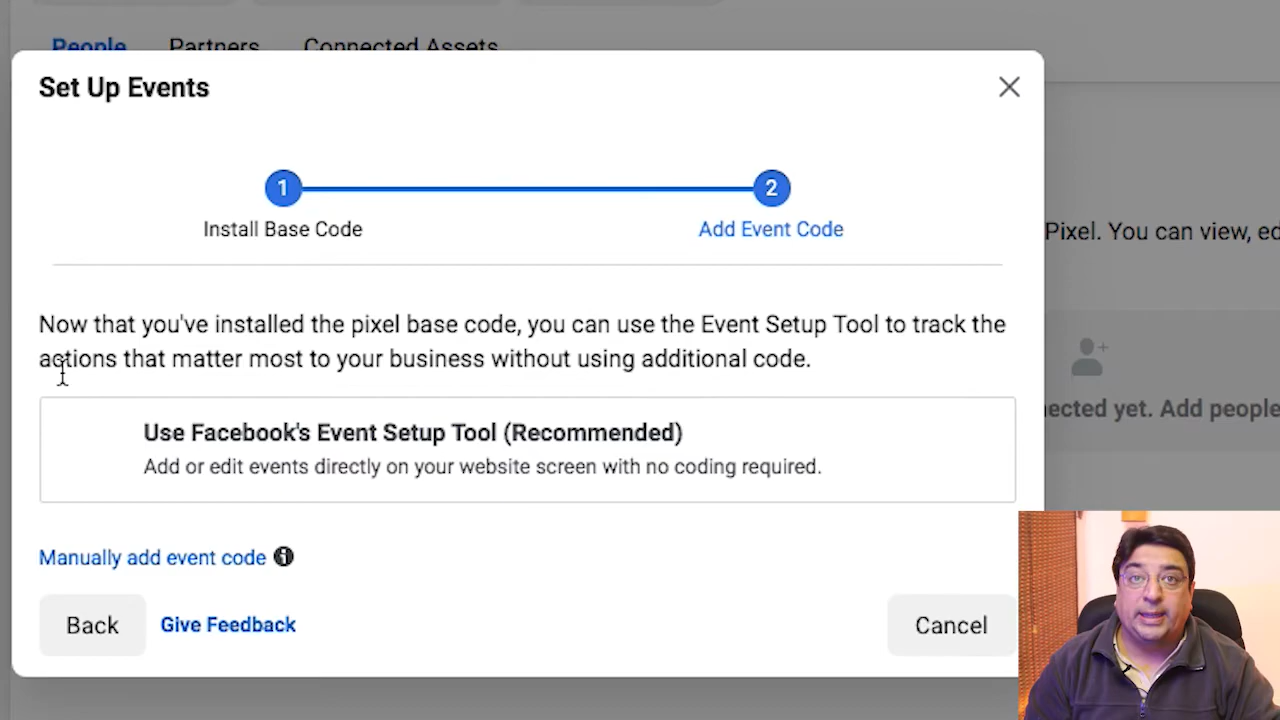 People Partners Connected Assets
Set Up Events
1
2
Install Base Code
Add Event Code
Pixel. You can view, ed
Now that you've installed the pixel base code, you can use the Event Setup Tool to track the
actions that matter most to your business without using additional code.
Use Facebook's Event Setup Tool (Recommended)
Add or edit events directly on your website screen with no coding required.
ected yet. Add people
Manually add event code
Back
Give Feedback
Cancel